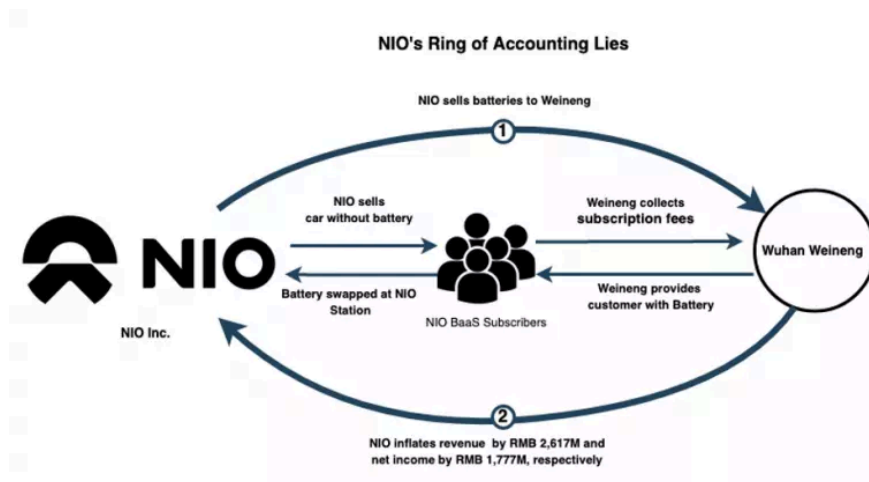 NIO's Ring of Accounting Lies
NIO sells batteries to Weineng
1
NIO sells
car without battery
Weineng collects
subscription fees
NIO
Wuhan Weineng
Battery swapped at NIO
Station
Weineng provides
customer with Battery
NIO BaaS Subscribers
NIO Inc.
2
NIO inflates revenue by RMB 2,617M and
net income by RMB 1,777M, respectively